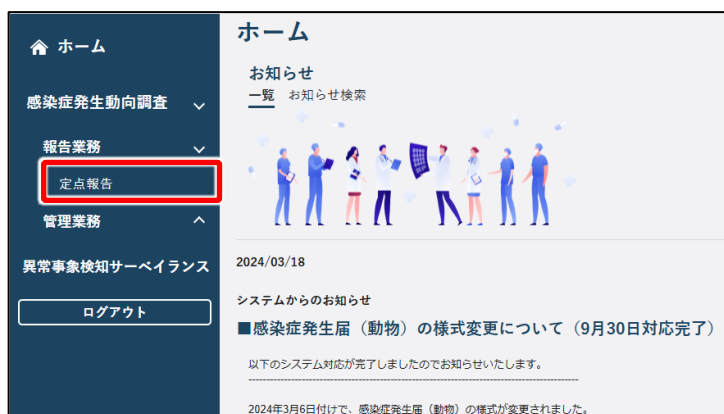 ホーム
感染症発生動向調査
報告業務
定点報告
管理業務
異常事象検知サーベイランス
ログアウト
ホーム
お知らせ
一覧 お知らせ検索
2024/03/18
システムからのお知らせ
■感染症発生届（動物）の様式変更について（9月30日対応完了）
以下のシステム対応が完了しましたのでお知らせいたします。
--------------------------------------------------------------------------------
2024年3月6日付けで、感染症発生届（動物）の様式が変更されました。